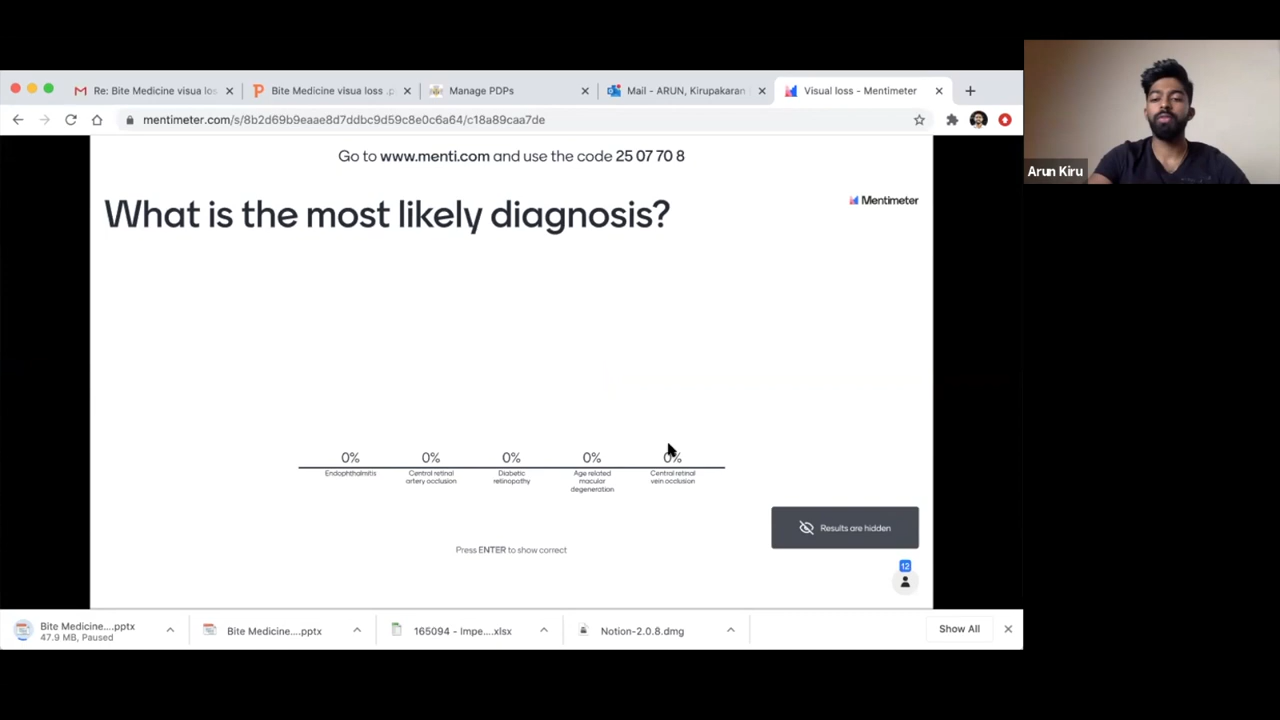 Re: Bite Medicine visua los
Bite Medicine visua loss .p
Manage PDPs
Mail - ARUN, Kirupakaran
Visual loss - Mentimeter
mentimeter.com/s/8b2d69b9eaae8d7ddbc9d59c8e0c6a64/c18a89caa7de
Go to www.menti.com and use the code 25 07 70 8
What is the most likely diagnosis?
Mentimeter
0%
0%
0%
0%
0%
Endophthalmitis
Central retinal
artery occlusion
Diabetic
retinopathy
Age related
macular
degeneration
Central retinal
vein occlusion
Results are hidden
Press ENTER to show correct
12
Bite Medicine....pptx
47.9 MB, Paused
Bite Medicine....pptx
165094 - Impe....xlsx
Notion-2.0.8.dmg
Show All
Arun Kiru